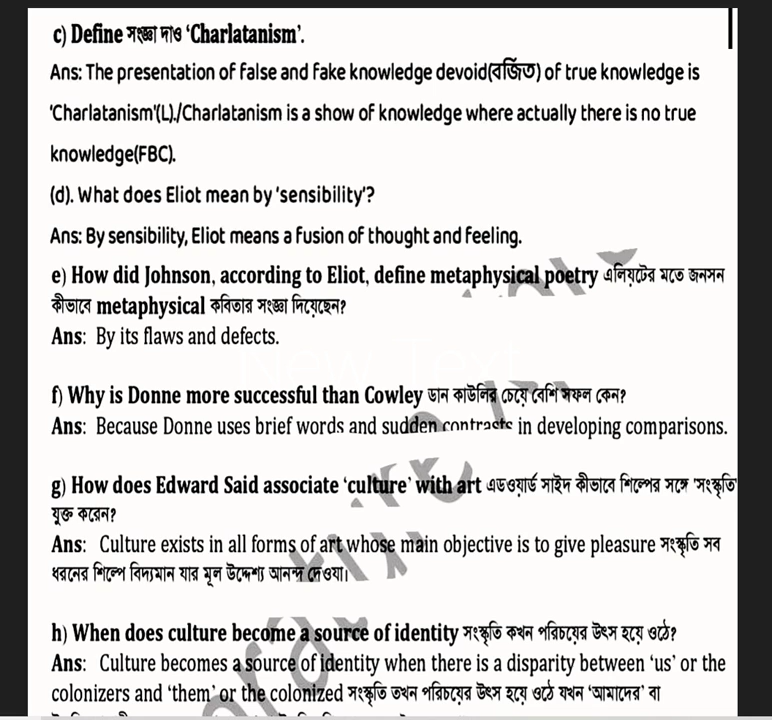 c) Define সংজ্ঞা দাও ‘Charlatanism’.
Ans: The presentation of false and fake knowledge devoid(বর্জিত) of true knowledge is
‘Charlatanism’(L)./Charlatanism is a show of knowledge where actually there is no true
knowledge(FBC).
(d). What does Eliot mean by ‘sensibility’?
Ans: By sensibility, Eliot means a fusion of thought and feeling.
e) How did Johnson, according to Eliot, define metaphysical poetry এলিয়টের মতে জনসন
কীভাবে metaphysical কবিতার সংজ্ঞা দিয়েছেন?
Ans: By its flaws and defects.
New Text
f) Why is Donne more successful than Cowley ডান কাউলির চেয়ে বেশি সফল কেন?
Ans: Because Donne uses brief words and sudden contrasts in developing comparisons.
g) How does Edward Said associate ‘culture’ with art এডওয়ার্ড সাইদ কীভাবে শিল্পের সঙ্গে ‘সংস্কৃতি’
যুক্ত করেন?
Ans: Culture exists in all forms of art whose main objective is to give pleasure সংস্কৃতি সব
ধরনের শিল্পে বিদ্যমান যার মূল উদ্দেশ্য আনন্দ দেওয়া।
h) When does culture become a source of identity সংস্কৃতি কখন পরিচয়ের উৎস হয়ে ওঠে?
Ans: Culture becomes a source of identity when there is a disparity between ‘us’ or the
colonizers and ‘them’ or the colonized সংস্কৃতি তখন পরিচয়ের উৎস হয়ে ওঠে যখন ‘আমাদের’ বা